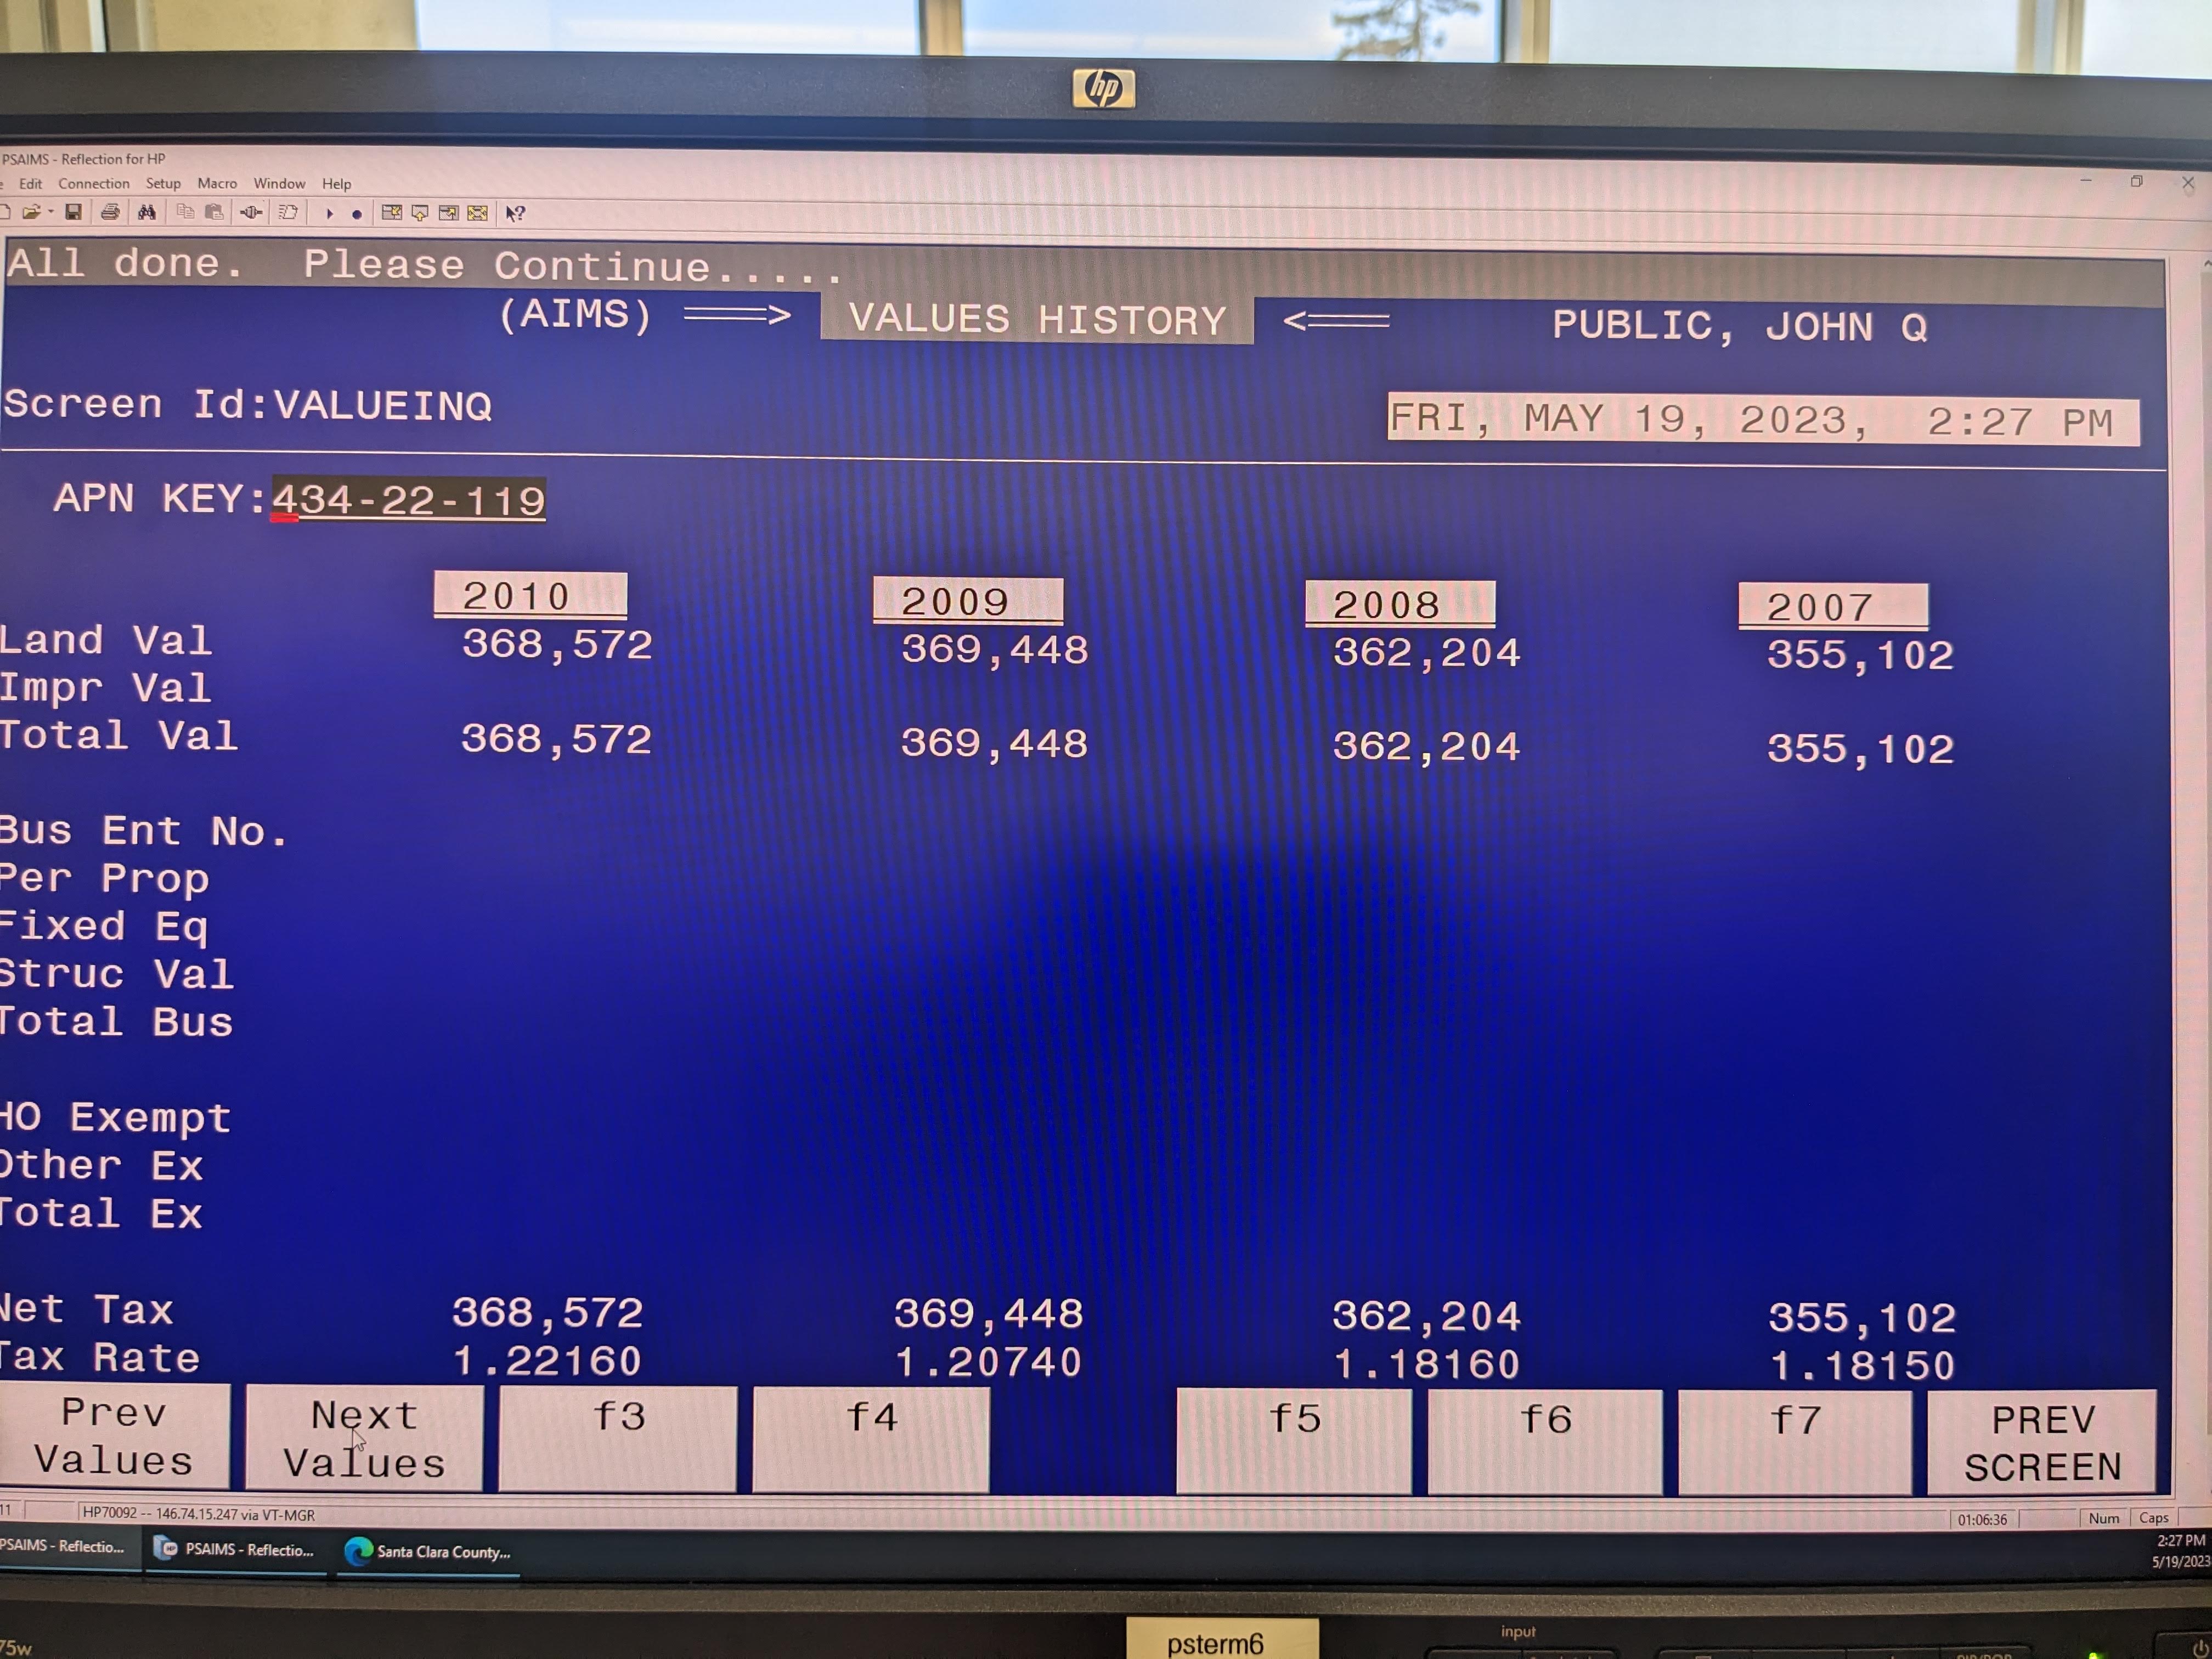 hp
PSAIMS - Reflection for HP
Edit Connection Setup Macro Window Help
All done. Please Continue.....
(AIMS) ===> VALUES HISTORY <=== PUBLIC, JOHN Q
Screen Id:VALUEINQ FRI, MAY 19, 2023, 2:27 PM
APN KEY:434-22-119
2010 2009 2008 2007
Land Val 368,572 369,448 362,204 355,102
Impr Val
Total Val 368,572 369,448 362,204 355,102
Bus Ent No.
Per Prop
Fixed Eq
Struc Val
Total Bus
HO Exempt
Other Ex
Total Ex
Net Tax 368,572 369,448 362,204 355,102
Tax Rate 1.22160 1.20740 1.18160 1.18150
Prev Next f3 f4 f5 f6 f7 PREV
Values Values SCREEN
11 HP70092 -- 146.74.15.247 via VT-MGR 01:06:36 Num Caps
PSAIMS - Reflectio... PSAIMS - Reflectio... Santa Clara County... 2:27 PM
5/19/2023
75w psterm6 input